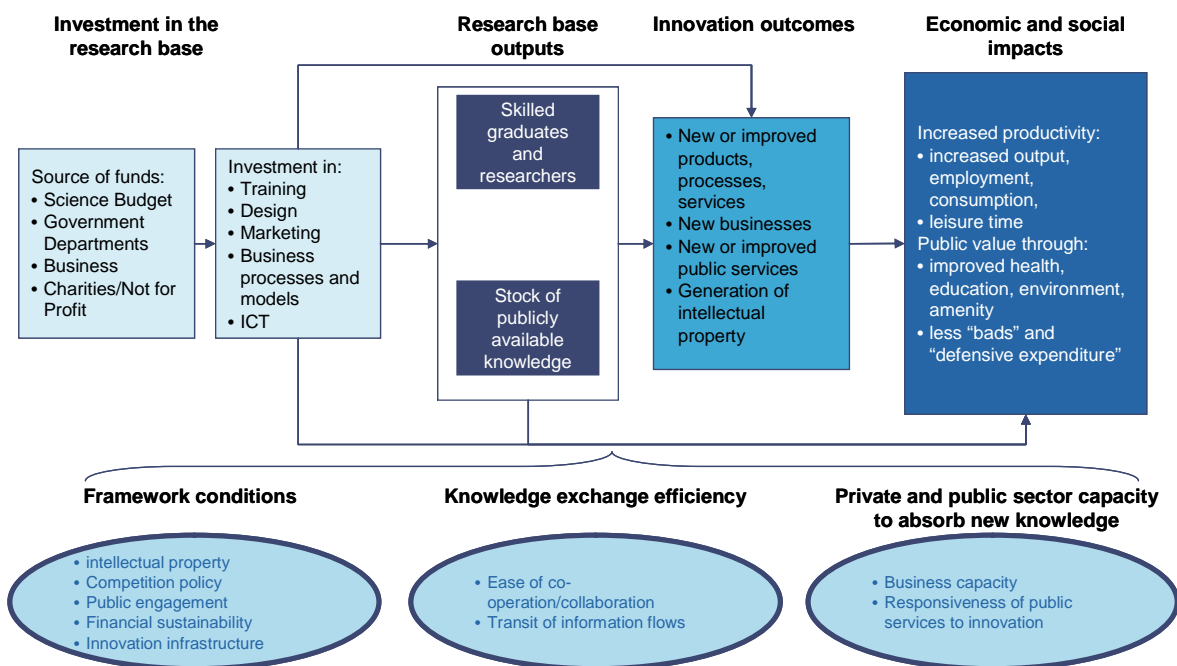 Investment in the
research base
Research base
outputs
Innovation outcomes
Economic and social
impacts
Source of funds:
• Science Budget
• Government
Departments
• Business
• Charities/Not for
Profit
Investment in:
• Training
• Design
• Marketing
• Business
processes and
models
• ICT
Skilled
graduates
and
researchers
Stock of
publicly
available
knowledge
• New or improved
products,
processes,
services
• New businesses
• New or improved
public services
• Generation of
intellectual
property
Increased productivity:
• increased output,
employment,
consumption,
• leisure time
Public value through:
• improved health,
education, environment,
amenity
• less “bads” and
“defensive expenditure”
Framework conditions
• intellectual property
• Competition policy
• Public engagement
• Financial sustainability
• Innovation infrastructure
Knowledge exchange efficiency
• Ease of co-
operation/collaboration
• Transit of information flows
Private and public sector capacity
to absorb new knowledge
• Business capacity
• Responsiveness of public
services to innovation